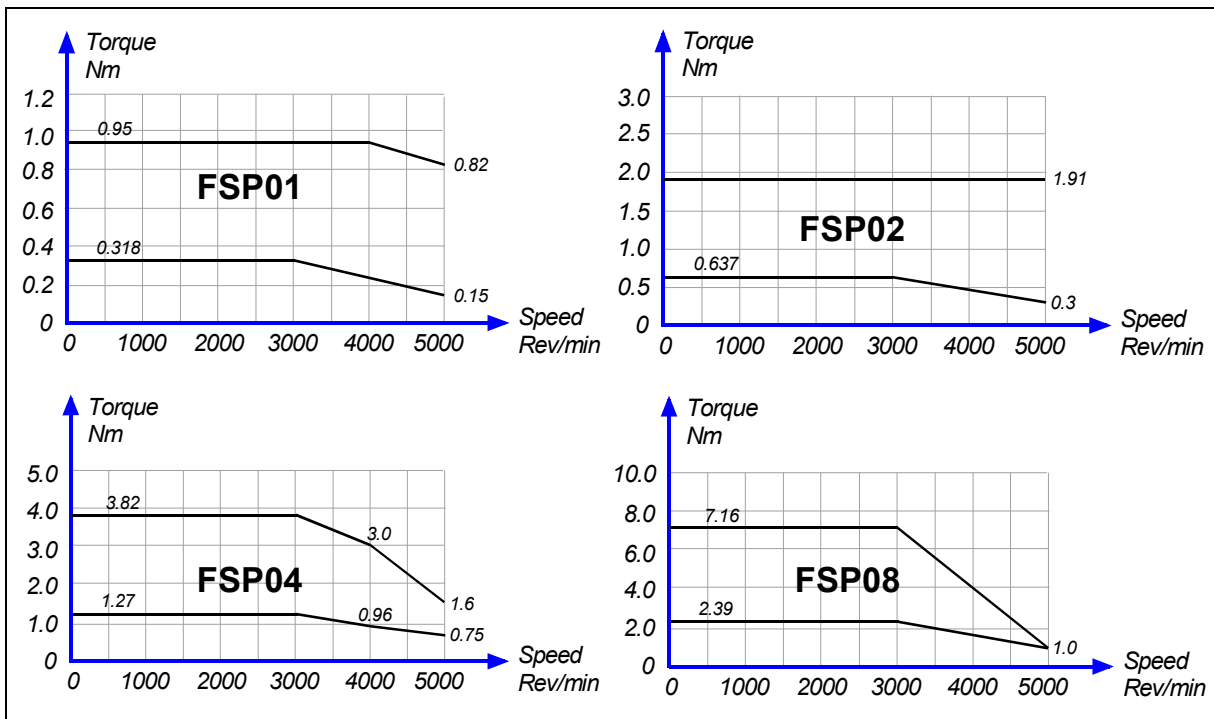 Torque
Nm
1.2
1.0
0.8
0.6
0.4
0.2
0
0.95
0.82
FSP01
0.318
0.15
0 1000 2000 3000 4000 5000
Speed
Rev/min
Torque
Nm
3.0
2.5
2.0
1.5
1.0
0.5
0
1.91
FSP02
0.637
0.3
0 1000 2000 3000 4000 5000
Speed
Rev/min
Torque
Nm
5.0
4.0
3.0
2.0
1.0
0
3.82
3.0
FSP04
1.6
1.27
0.96
0.75
0 1000 2000 3000 4000 5000
Speed
Rev/min
Torque
Nm
10.0
8.0
6.0
4.0
2.0
0
7.16
FSP08
2.39
1.0
0 1000 2000 3000 4000 5000
Speed
Rev/min